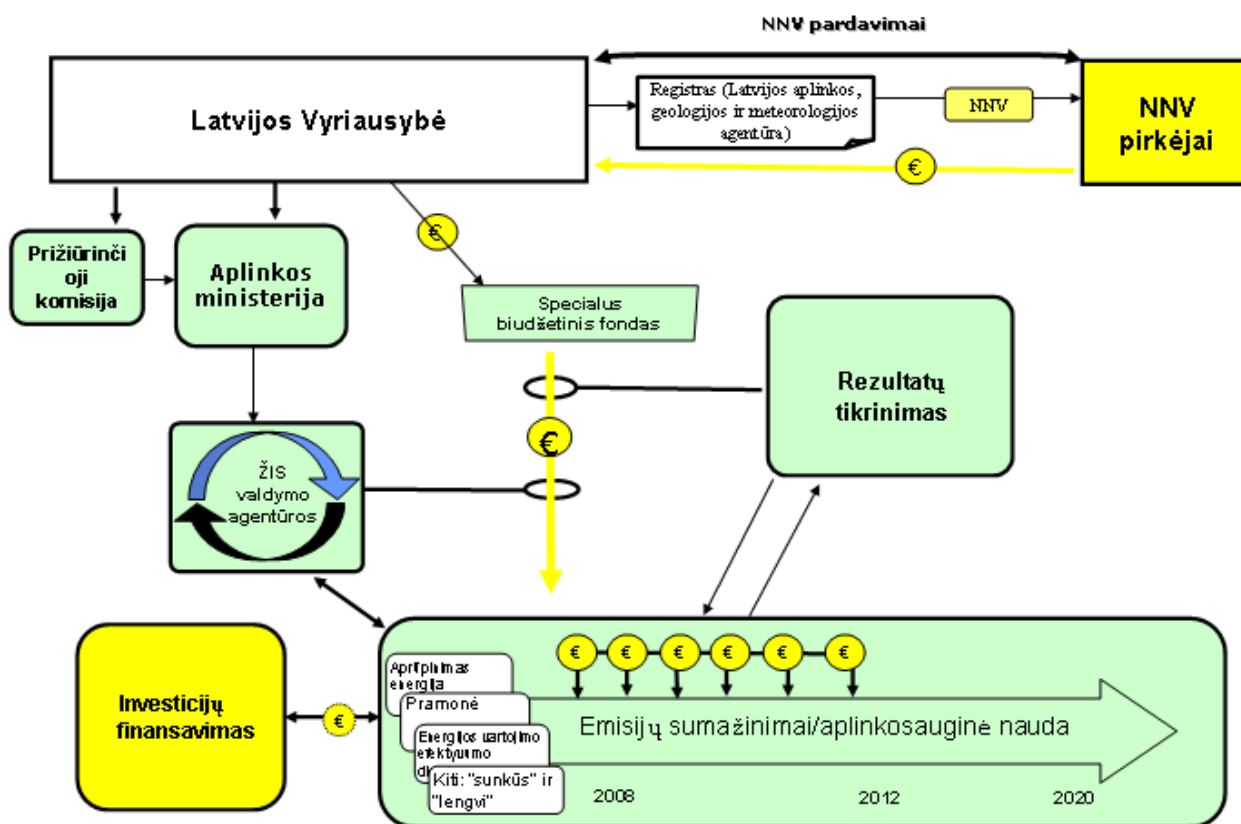 NNV pardavimai
Latvijos Vyriausybė
Registras (Latvijos aplinkos,
geologijos ir meteorologijos
agentūra)
NNV
NNV
pirkėjai
€
€
Prižiūrinči
oji
komisija
Aplinkos
ministerija
Specialus
biudžetinis fondas
Rezultatų
tikrinimas
€
ŽIS
valdymo
agentūros
Investicijų
finansavimas
€
€ € € € € €
Aprūpinimas
energija
Pramonė
Energijos vartojimo
efektyvumo
Kiti: "sunkūs" ir
"lengvi"
Emisijų sumažinimai/aplinkosauginė nauda
2008 2012 2020